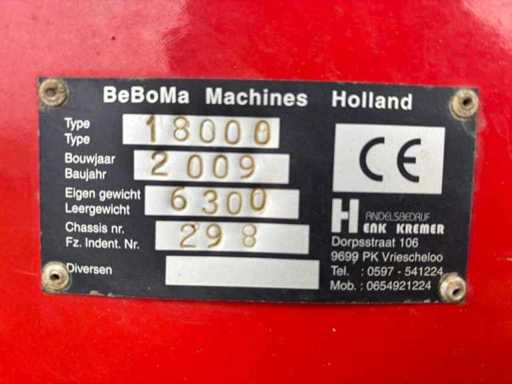 BeBoMa Machines Holland
Type
Type
18000
Bouwjaar
Baujahr
2009
Eigen gewicht
Leergewicht
6300
Chassis nr.
Fz. Indent. Nr.
298
Diversen
CE
HANDELSBEDRIJF
HENK KREMER
Dorpsstraat 106
9699 PK Vriescheloo
Tel. : 0597 - 541224
Mob. : 0654921224